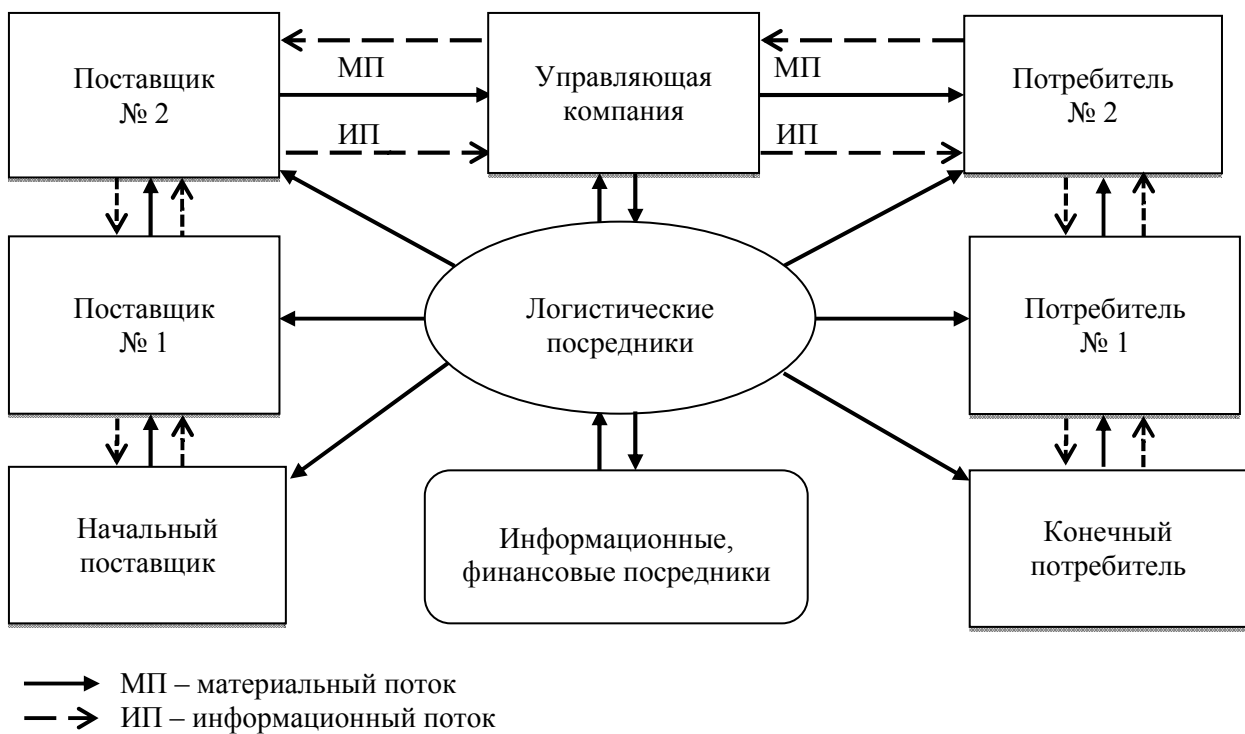 Поставщик
№ 2
МП
ИП
Управляющая
компания
МП
ИП
Потребитель
№ 2
Поставщик
№ 1
Логистические
посредники
Потребитель
№ 1
Начальный
поставщик
Информационные,
финансовые посредники
Конечный
потребитель
МП – материальный поток
ИП – информационный поток